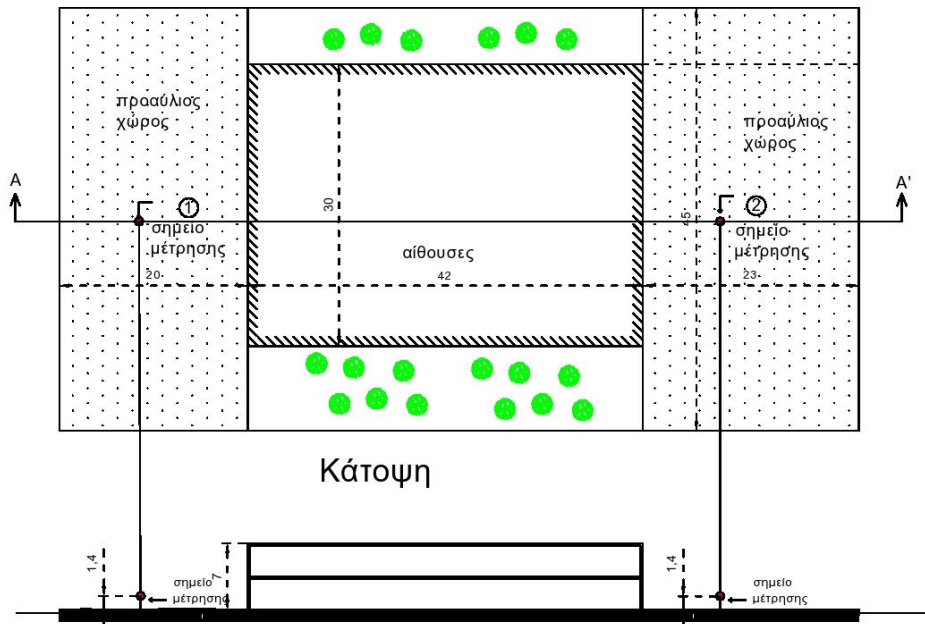 προαύλιος
χώρος
προαύλιος
χώρος
A
A'
1
σημείο
μέτρησης
30
2
45
σημείο
μέτρησης
αίθουσες
20
42
23
Κάτοψη
1,4
σημείο
μέτρησης
7
1,4
σημείο
μέτρησης